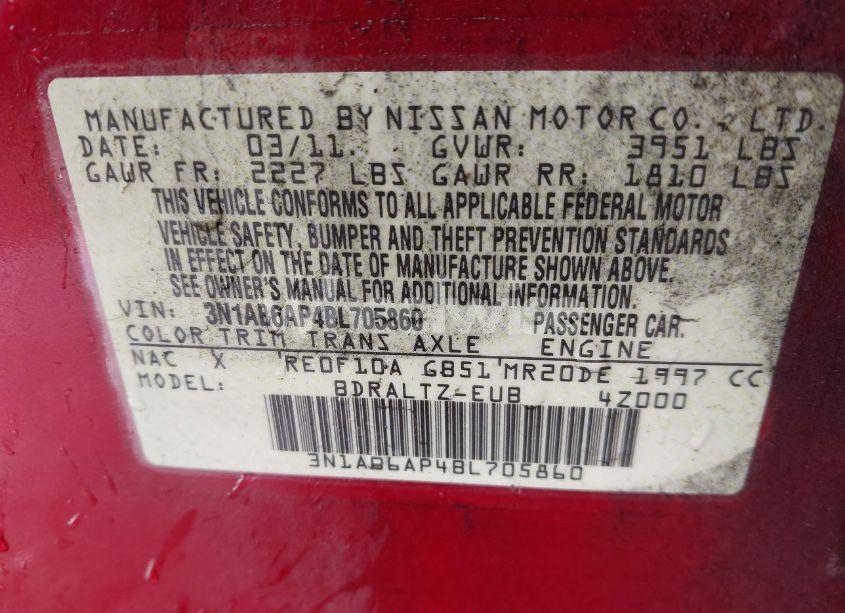 MANUFACTURED BY NISSAN MOTOR CO., LTD.
DATE: 03/11. GVWR: 3951 LBS
GAWR FR: 2227 LBS GAWR RR: 1810 LBS
THIS VEHICLE CONFORMS TO ALL APPLICABLE FEDERAL MOTOR
VEHICLE SAFETY, BUMPER AND THEFT PREVENTION STANDARDS
IN EFFECT ON THE DATE OF MANUFACTURE SHOWN ABOVE.
SEE OWNER'S MANUAL FOR ADDITIONAL INFORMATION.
VIN: 3N1AB6AP4BL705860 PASSENGER CAR.
COLOR TRIM TRANS AXLE ENGINE
NAC X RE0F10A GB51 MR20DE 1997 CC
MODEL: BDRALTZ-EUB 4Z000
3N1AB6AP4BL705860